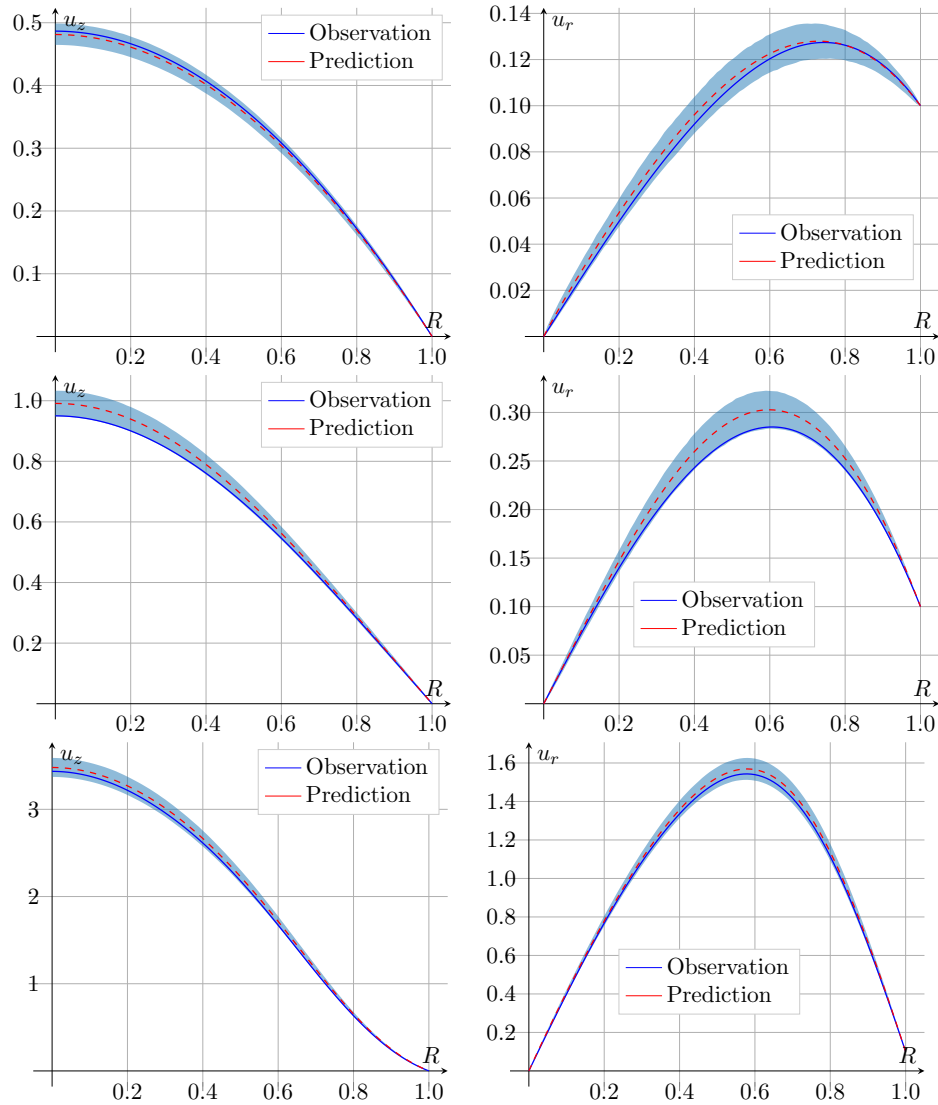 u_z
0.5
0.4
0.3
0.2
0.1
Observation
Prediction
R
0.2 0.4 0.6 0.8 1.0
u_r
0.14
0.12
0.10
0.08
0.06
0.04
0.02
Observation
Prediction
R
0.2 0.4 0.6 0.8 1.0
u_z
1.0
0.8
0.6
0.4
0.2
Observation
Prediction
R
0.2 0.4 0.6 0.8 1.0
u_r
0.30
0.25
0.20
0.15
0.10
0.05
Observation
Prediction
R
0.2 0.4 0.6 0.8 1.0
u_z
3
2
1
Observation
Prediction
R
0.2 0.4 0.6 0.8 1.0
u_r
1.6
1.4
1.2
1.0
0.8
0.6
0.4
0.2
Observation
Prediction
R
0.2 0.4 0.6 0.8 1.0